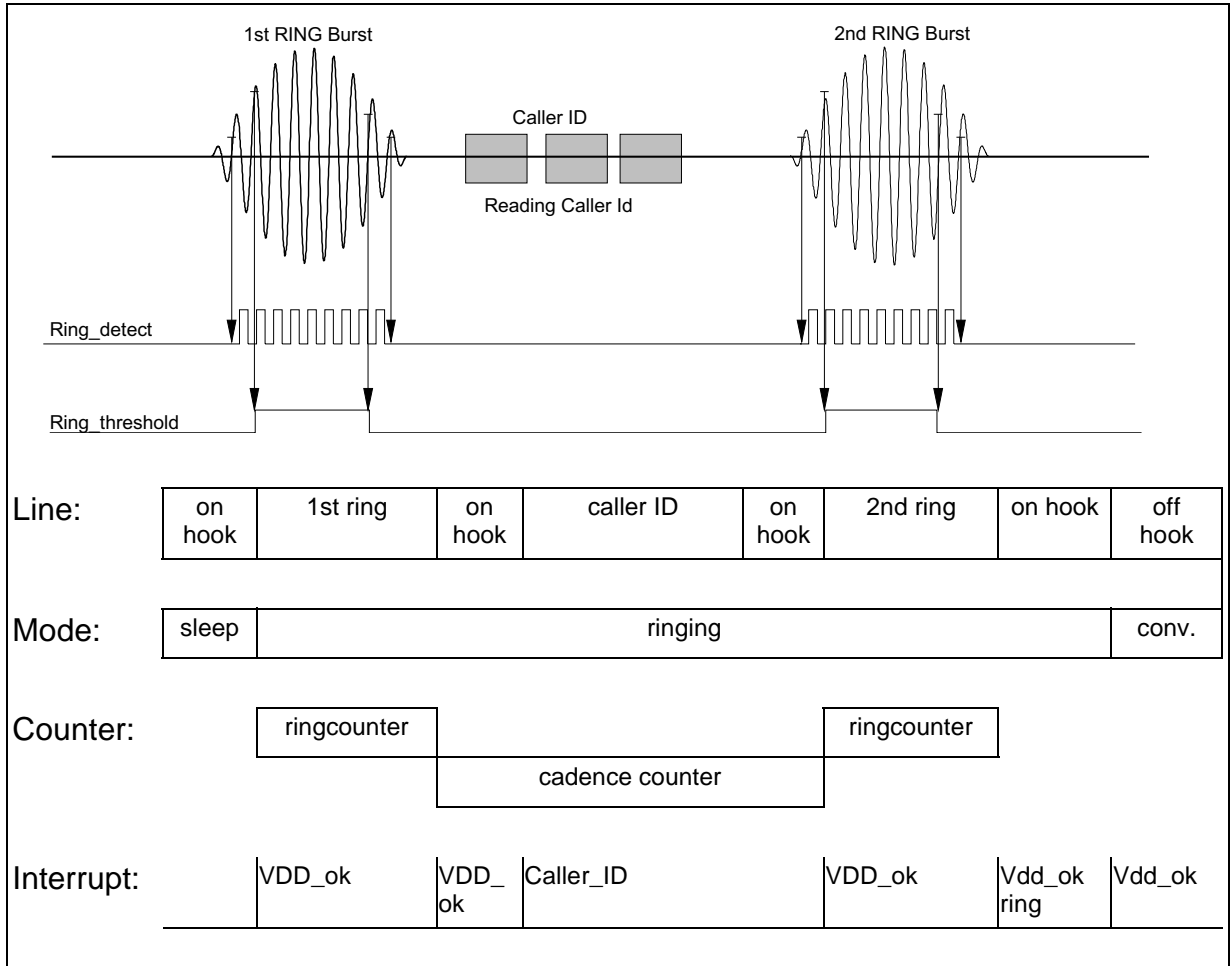 1st RING Burst
2nd RING Burst
Caller ID
Reading Caller Id
Ring_detect
Ring_threshold
Line:
on
hook
1st ring
on
hook
caller ID
on
hook
2nd ring
on hook
off
hook
Mode:
sleep
ringing
conv.
Counter:
ringcounter
ringcounter
cadence counter
Interrupt:
VDD_ok
VDD_
ok
Caller_ID
VDD_ok
Vdd_ok
ring
Vdd_ok